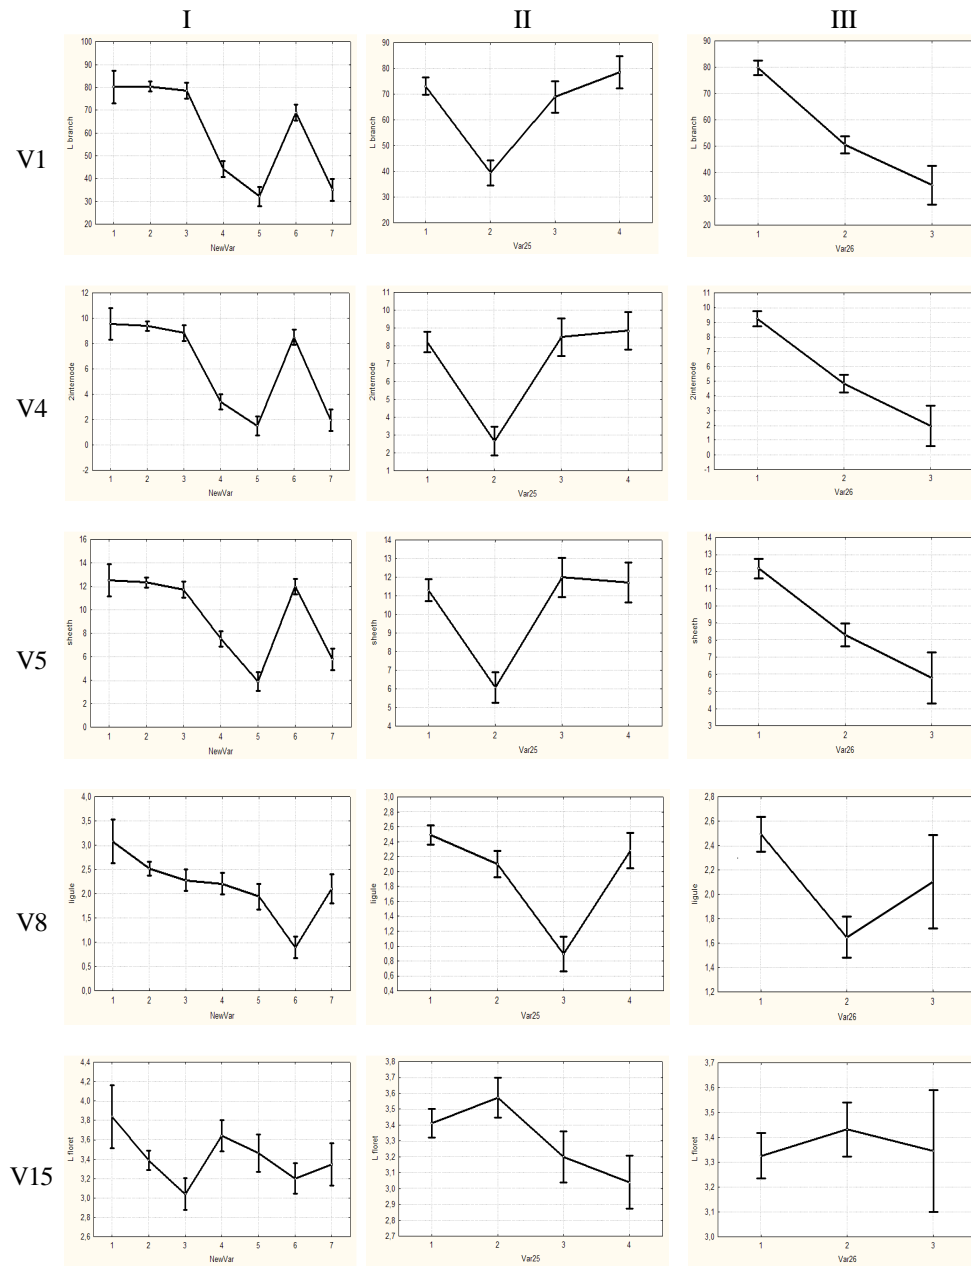 I II III
V1
L branch
100
90
80
70
60
50
40
30
20
1 2 3 4 5 6 7
NewVar
L branch
90
80
70
60
50
40
30
20
1 2 3 4
Var25
L branch
90
80
70
60
50
40
30
20
1 2 3
Var26
V4
2internode
12
10
8
6
4
2
0
-2
1 2 3 4 5 6 7
NewVar
2internode
11
10
9
8
7
6
5
4
3
2
1
1 2 3 4
Var25
2internode
11
10
9
8
7
6
5
4
3
2
1
0
-1
1 2 3
Var26
V5
sheeth
16
14
12
10
8
6
4
2
0
1 2 3 4 5 6 7
NewVar
sheeth
14
13
12
11
10
9
8
7
6
5
4
1 2 3 4
Var25
sheeth
14
13
12
11
10
9
8
7
6
5
4
3
1 2 3
Var26
V8
ligule
4,0
3,5
3,0
2,5
2,0
1,5
1,0
0,5
0,0
1 2 3 4 5 6 7
NewVar
ligule
3,0
2,8
2,6
2,4
2,2
2,0
1,8
1,6
1,4
1,2
1,0
0,8
0,6
0,4
1 2 3 4
Var25
ligule
2,8
2,6
2,4
2,2
2,0
1,8
1,6
1,4
1,2
1 2 3
Var26
V15
L floret
4,4
4,2
4,0
3,8
3,6
3,4
3,2
3,0
2,8
2,6
1 2 3 4 5 6 7
NewVar
L floret
3,8
3,7
3,6
3,5
3,4
3,3
3,2
3,1
3,0
2,9
2,8
2,7
1 2 3 4
Var25
L floret
3,7
3,6
3,5
3,4
3,3
3,2
3,1
3,0
1 2 3
Var26